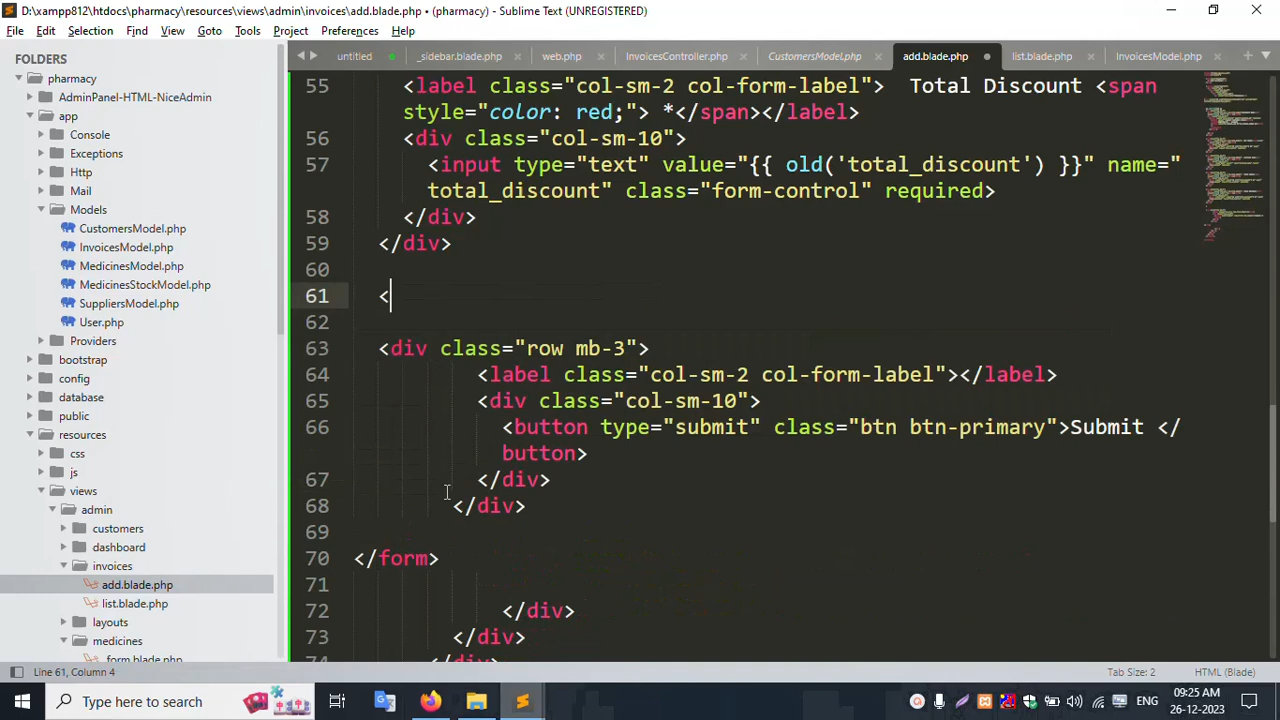 D:\xampp812\htdocs\pharmacy\resources\views\admin\invoices\add.blade.php • (pharmacy) - Sublime Text (UNREGISTERED)
File Edit Selection Find View Goto Tools Project Preferences Help
FOLDERS
pharmacy
AdminPanel-HTML-NiceAdmin
app
Console
Exceptions
Http
Mail
Models
CustomersModel.php
InvoicesModel.php
MedicinesModel.php
MedicinesStockModel.php
SuppliersModel.php
User.php
Providers
bootstrap
config
database
public
resources
css
js
views
admin
customers
dashboard
invoices
add.blade.php
list.blade.php
layouts
medicines
form.blade.php
untitled _sidebar.blade.php × web.php × InvoicesController.php × CustomersModel.php × add.blade.php list.blade.php × InvoicesModel.php ×
55 <label class="col-sm-2 col-form-label"> Total Discount <span
style="color: red;"> *</span></label>
56 <div class="col-sm-10">
57 <input type="text" value="{{ old('total_discount') }}" name="
total_discount" class="form-control" required>
58 </div>
59 </div>
60
61 <
62
63 <div class="row mb-3">
64 <label class="col-sm-2 col-form-label"></label>
65 <div class="col-sm-10">
66 <button type="submit" class="btn btn-primary">Submit </
button>
67 </div>
68 </div>
69
70 </form>
71
72 </div>
73 </div>
74 </div>
Line 61, Column 4 Tab Size: 2 HTML (Blade)
Type here to search
ENG
09:25 AM
26-12-2023